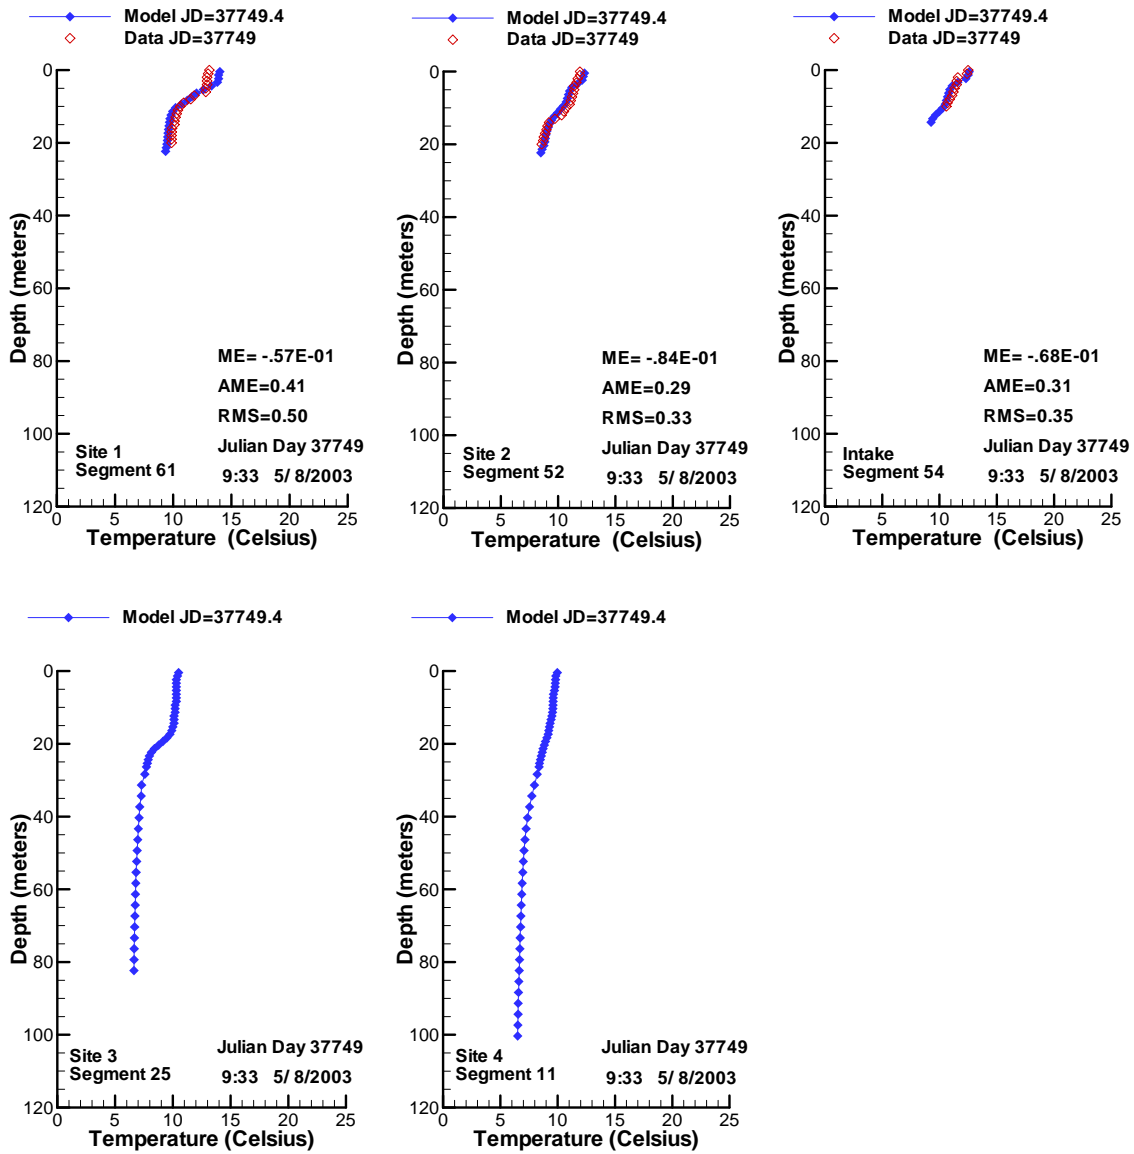 Model JD=37749.4
Data JD=37749
0
20
40
60
80
100
120
Depth (meters)
ME= -.57E-01
AME=0.41
RMS=0.50
Julian Day 37749
9:33 5/ 8/2003
Site 1
Segment 61
0 5 10 15 20 25
Temperature (Celsius)
Model JD=37749.4
Data JD=37749
0
20
40
60
80
100
120
Depth (meters)
ME= -.84E-01
AME=0.29
RMS=0.33
Julian Day 37749
9:33 5/ 8/2003
Site 2
Segment 52
0 5 10 15 20 25
Temperature (Celsius)
Model JD=37749.4
Data JD=37749
0
20
40
60
80
100
120
Depth (meters)
ME= -.68E-01
AME=0.31
RMS=0.35
Julian Day 37749
9:33 5/ 8/2003
Intake
Segment 54
0 5 10 15 20 25
Temperature (Celsius)
Model JD=37749.4
0
20
40
60
80
100
120
Depth (meters)
Site 3
Segment 25
Julian Day 37749
9:33 5/ 8/2003
0 5 10 15 20 25
Temperature (Celsius)
Model JD=37749.4
0
20
40
60
80
100
120
Depth (meters)
Site 4
Segment 11
Julian Day 37749
9:33 5/ 8/2003
0 5 10 15 20 25
Temperature (Celsius)